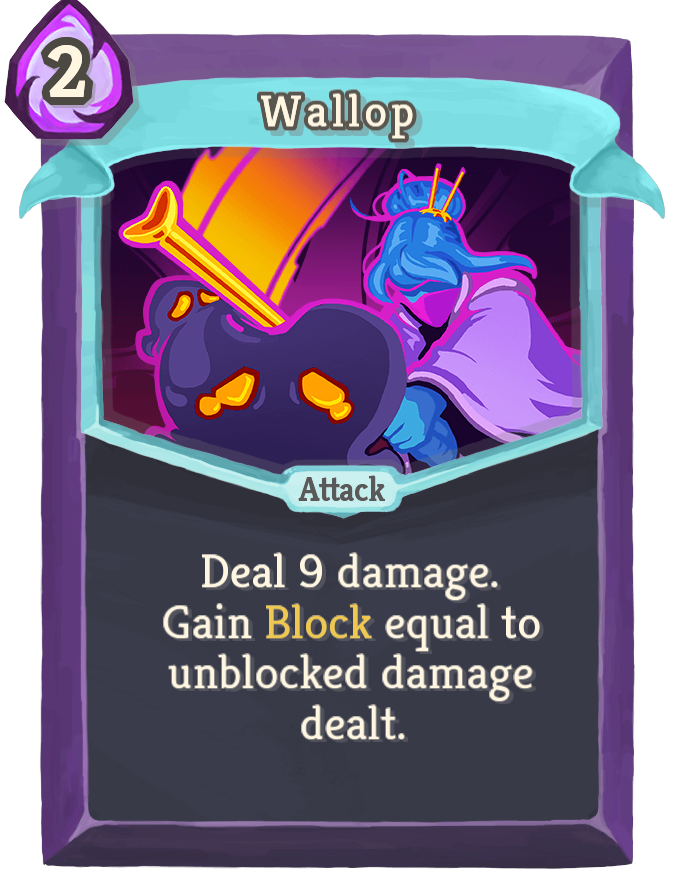 2
Wallop
Attack
Deal 9 damage.
Gain Block equal to
unblocked damage
dealt.